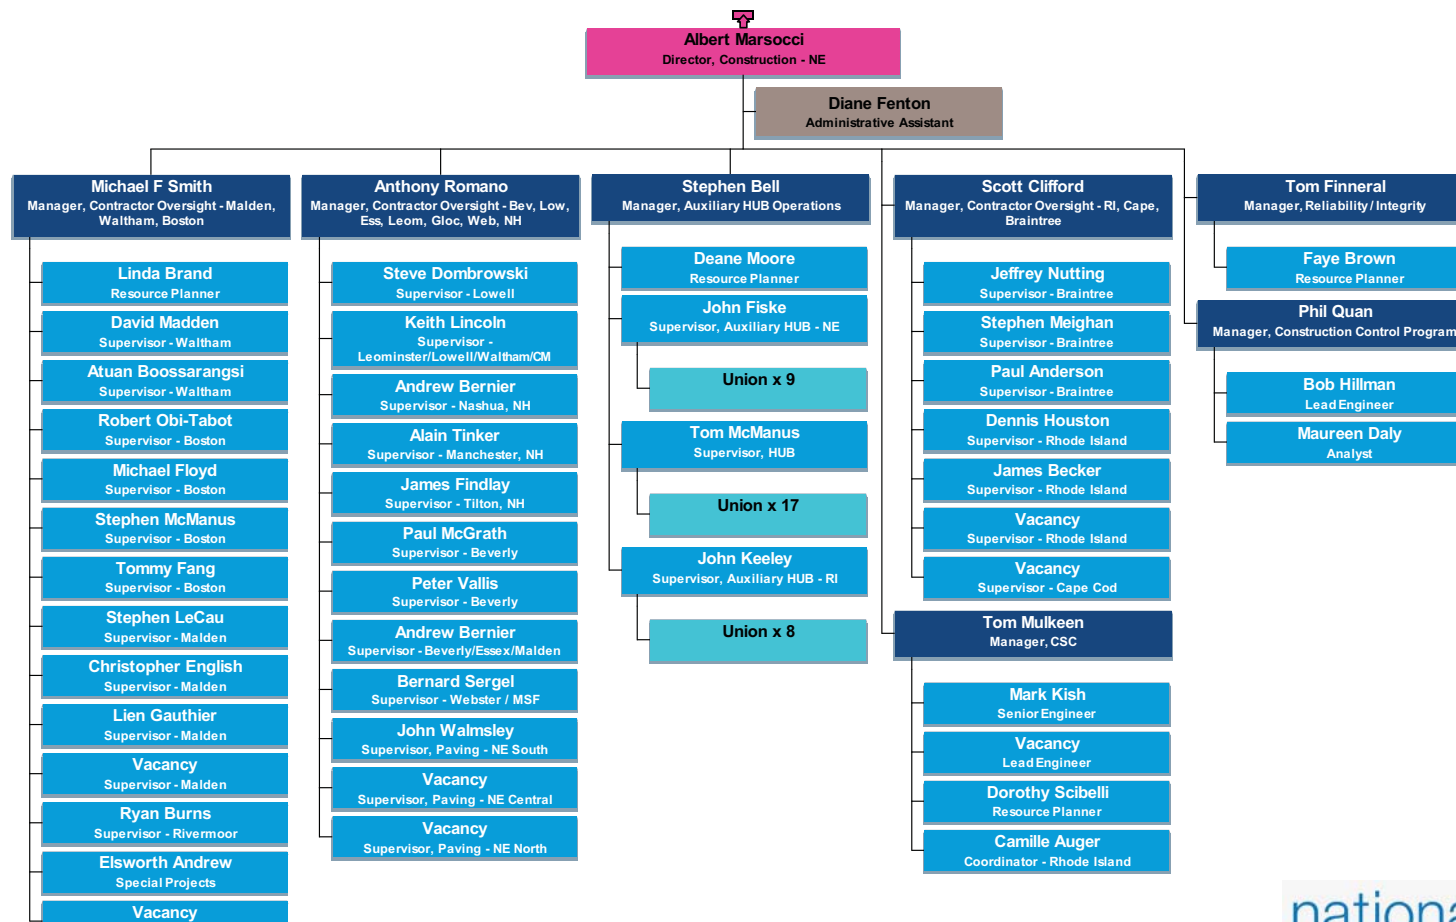 Albert Marsocci
Director, Construction - NE
Diane Fenton
Administrative Assistant
Michael F Smith
Manager, Contractor Oversight - Malden,
Waltham, Boston
Linda Brand
Resource Planner
David Madden
Supervisor - Waltham
Atuan Boossarangsi
Supervisor - Waltham
Robert Obi-Tabot
Supervisor - Boston
Michael Floyd
Supervisor - Boston
Stephen McManus
Supervisor - Boston
Tommy Fang
Supervisor - Boston
Stephen LeCau
Supervisor - Malden
Christopher English
Supervisor - Malden
Lien Gauthier
Supervisor - Malden
Vacancy
Supervisor - Malden
Ryan Burns
Supervisor - Rivermoor
Elsworth Andrew
Special Projects
Vacancy
Anthony Romano
Manager, Contractor Oversight - Bev, Low,
Ess, Leom, Gloc, Web, NH
Steve Dombrowski
Supervisor - Lowell
Keith Lincoln
Supervisor -
Leominster/Lowell/Waltham/CM
Andrew Bernier
Supervisor - Nashua, NH
Alain Tinker
Supervisor - Manchester, NH
James Findlay
Supervisor - Tilton, NH
Paul McGrath
Supervisor - Beverly
Peter Vallis
Supervisor - Beverly
Andrew Bernier
Supervisor - Beverly/Essex/Malden
Bernard Sergel
Supervisor - Webster / MSF
John Walmsley
Supervisor, Paving - NE South
Vacancy
Supervisor, Paving - NE Central
Vacancy
Supervisor, Paving - NE North
Stephen Bell
Manager, Auxiliary HUB Operations
Deane Moore
Resource Planner
John Fiske
Supervisor, Auxiliary HUB - NE
Union x 9
Tom McManus
Supervisor, HUB
Union x 17
John Keeley
Supervisor, Auxiliary HUB - RI
Union x 8
Scott Clifford
Manager, Contractor Oversight - RI, Cape,
Braintree
Jeffrey Nutting
Supervisor - Braintree
Stephen Meighan
Supervisor - Braintree
Paul Anderson
Supervisor - Braintree
Dennis Houston
Supervisor - Rhode Island
James Becker
Supervisor - Rhode Island
Vacancy
Supervisor - Rhode Island
Vacancy
Supervisor - Cape Cod
Tom Mulkeen
Manager, CSC
Mark Kish
Senior Engineer
Vacancy
Lead Engineer
Dorothy Scibelli
Resource Planner
Camille Auger
Coordinator - Rhode Island
Tom Finneral
Manager, Reliability / Integrity
Faye Brown
Resource Planner
Phil Quan
Manager, Construction Control Program
Bob Hillman
Lead Engineer
Maureen Daly
Analyst
nationa